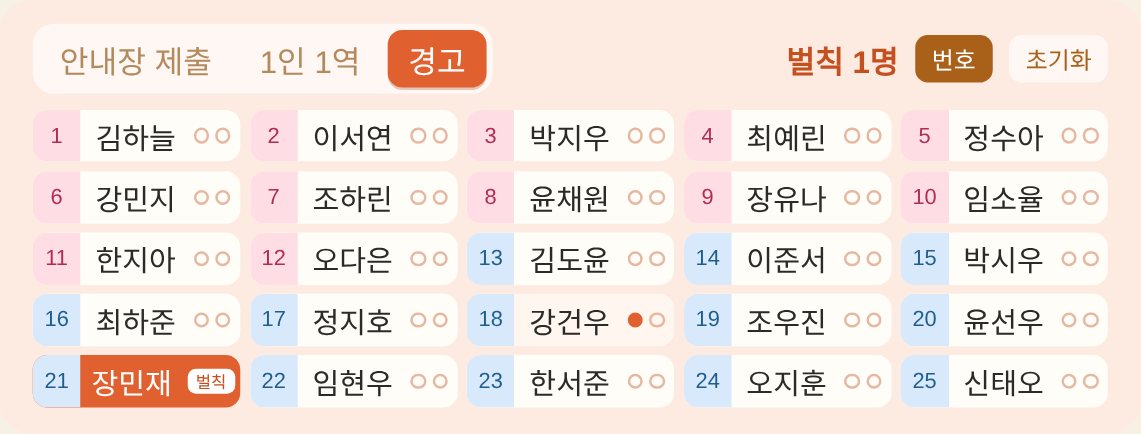 안내장 제출 1인 1역 경고 벌칙 1명 번호 초기화
1 김하늘 2 이서연 3 박지우 4 최예린 5 정수아
6 강민지 7 조하린 8 윤채원 9 장유나 10 임소율
11 한지아 12 오다은 13 김도윤 14 이준서 15 박시우
16 최하준 17 정지호 18 강건우 19 조우진 20 윤선우
21 장민재 벌칙 22 임현우 23 한서준 24 오지훈 25 신태오